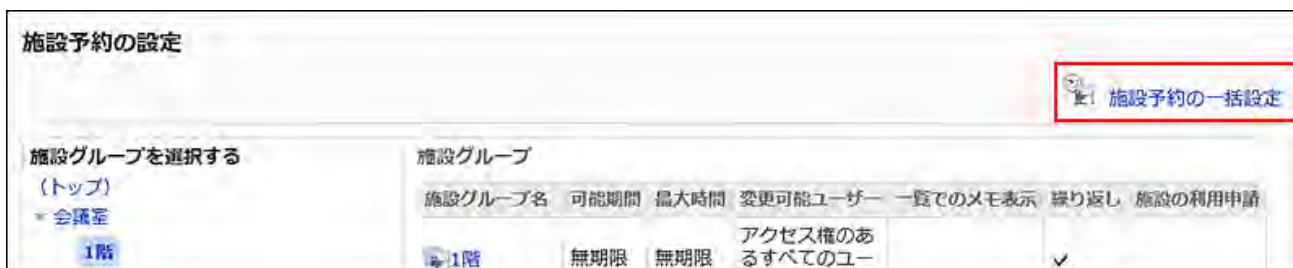 施設予約の設定
施設予約の一括設定
施設グループを選択する
(トップ)
会議室
1階
施設グループ
施設グループ名 可能期間 最大時間 変更可能ユーザー 一覧でのメモ表示 繰り返し 施設の利用申請
1階 無期限 無期限 アクセス権のあ
るすべてのユー